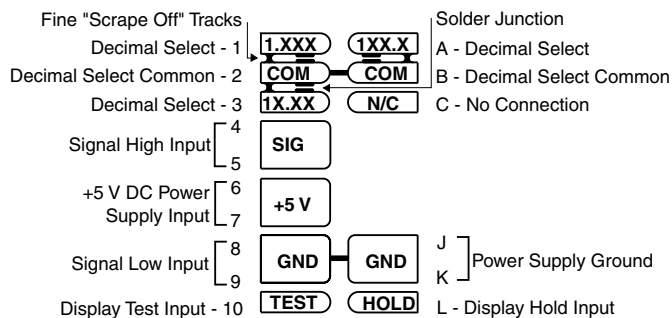 Fine "Scrape Off" Tracks
Solder Junction
Decimal Select - 1
1.XXX
1XX.X
A - Decimal Select
Decimal Select Common - 2
COM
COM
B - Decimal Select Common
Decimal Select - 3
1X.XX
N/C
C - No Connection
Signal High Input
4
5
SIG
+5 V DC Power
Supply Input
6
7
+5 V
Signal Low Input
8
9
GND
GND
J
K
Power Supply Ground
Display Test Input - 10
TEST
HOLD
L - Display Hold Input